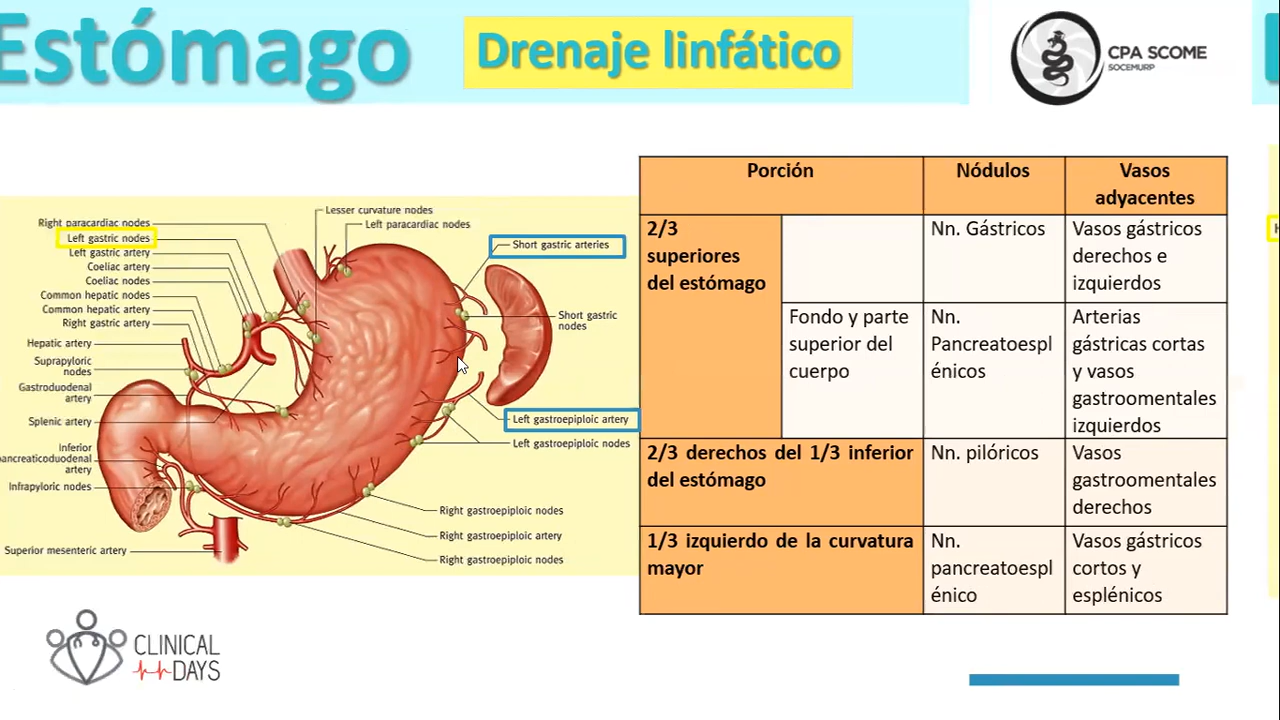 Estómago
Drenaje linfático
CPA SCOME
SOCEMURP
Right paracardiac nodes
Left gastric nodes
Left gastric artery
Coeliac artery
Coeliac nodes
Common hepatic nodes
Common hepatic artery
Right gastric artery
Hepatic artery
Suprapyloric
nodes
Gastroduodenal
artery
Splenic artery
Inferior
pancreaticoduodenal
artery
Infrapyloric nodes
Superior mesenteric artery
Lesser curvature nodes
Left paracardiac nodes
Short gastric arteries
Short gastric
nodes
Left gastroepiploic artery
Left gastroepiploic nodes
Right gastroepiploic nodes
Right gastroepiploic artery
Right gastroepiploic nodes
Porción
Nódulos
Vasos
adyacentes
2/3
superiores
del estómago
Nn. Gástricos
Vasos gástricos
derechos e
izquierdos
Fondo y parte
superior del
cuerpo
Nn.
Pancreatoespl
énicos
Arterias
gástricas cortas
y vasos
gastroomentales
izquierdos
2/3 derechos del 1/3 inferior
del estómago
Nn. pilóricos
Vasos
gastroomentales
derechos
1/3 izquierdo de la curvatura
mayor
Nn.
pancreatoespl
énico
Vasos gástricos
cortos y
esplénicos
CLINICAL
DAYS